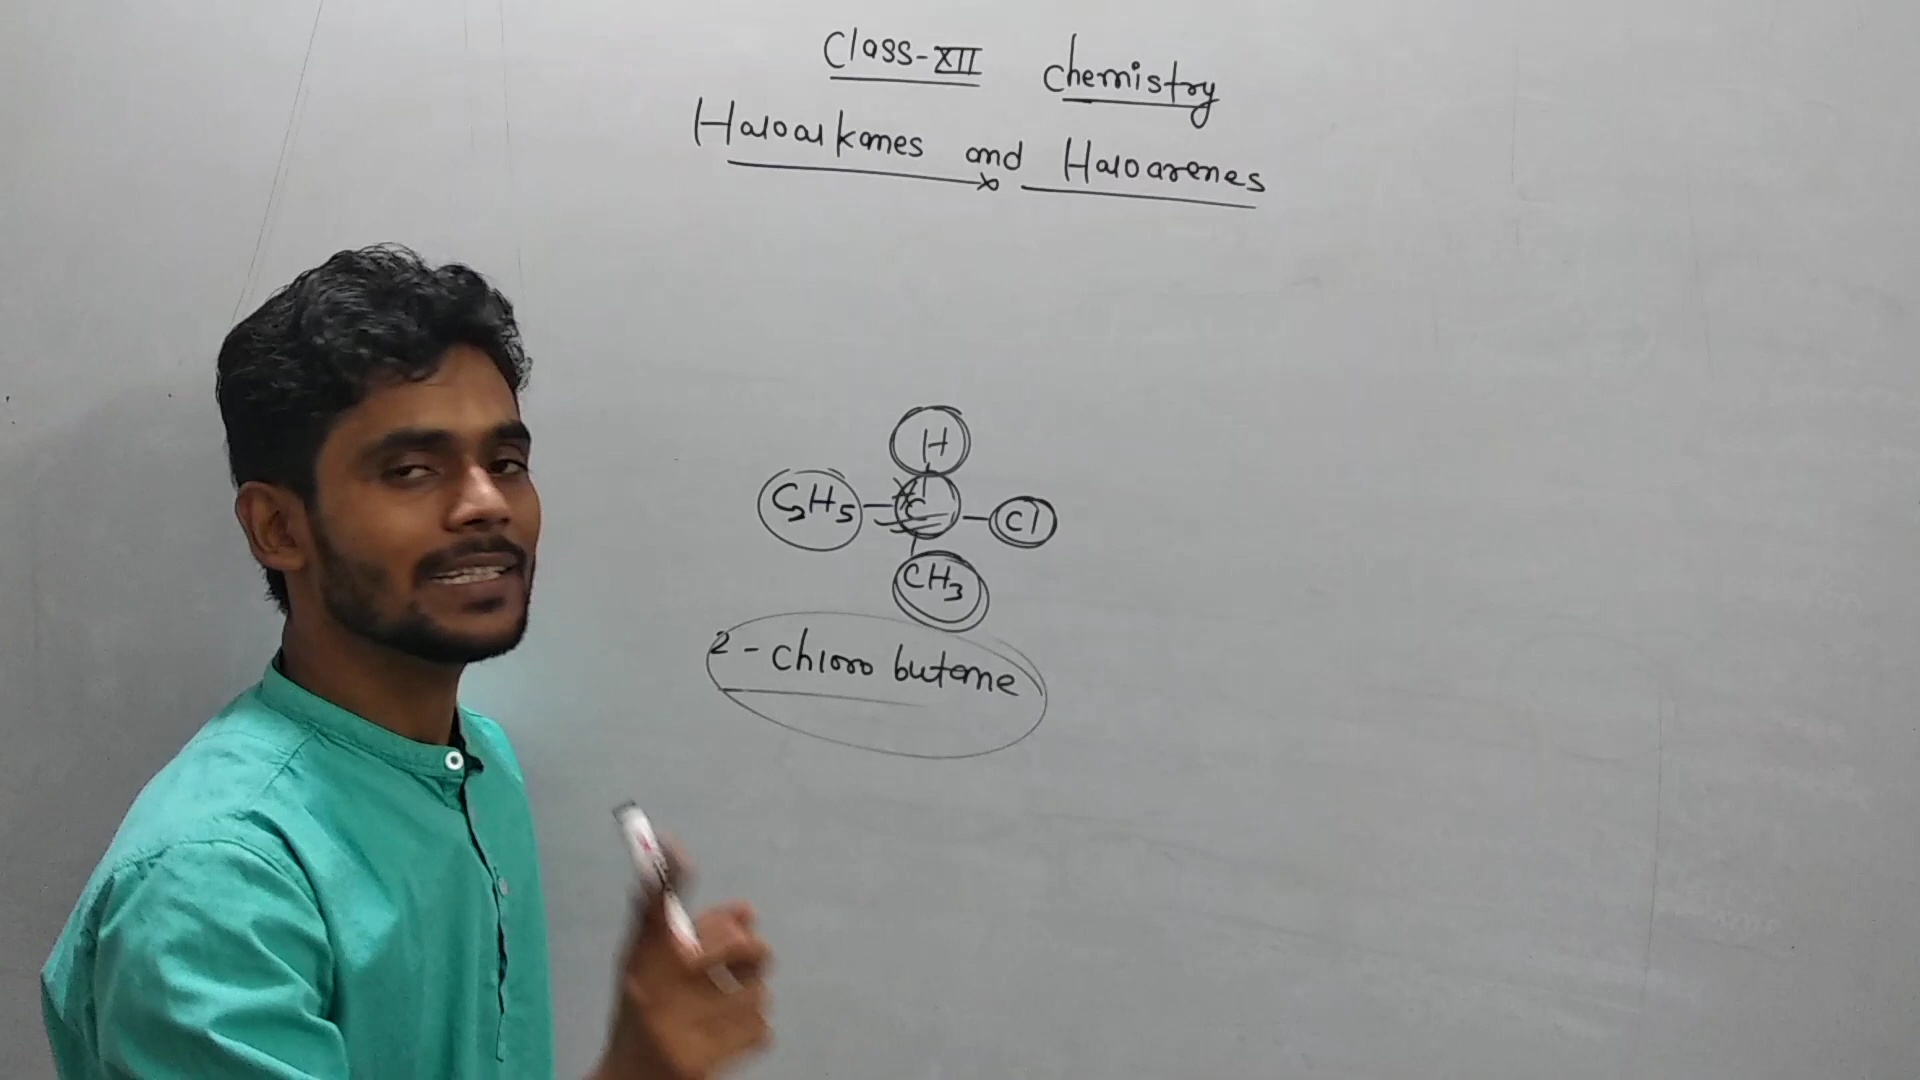 Class-XII Chemistry
Haloalkanes and Haloarenes
H
C2H5-C-Cl
CH3
2-chloro butane